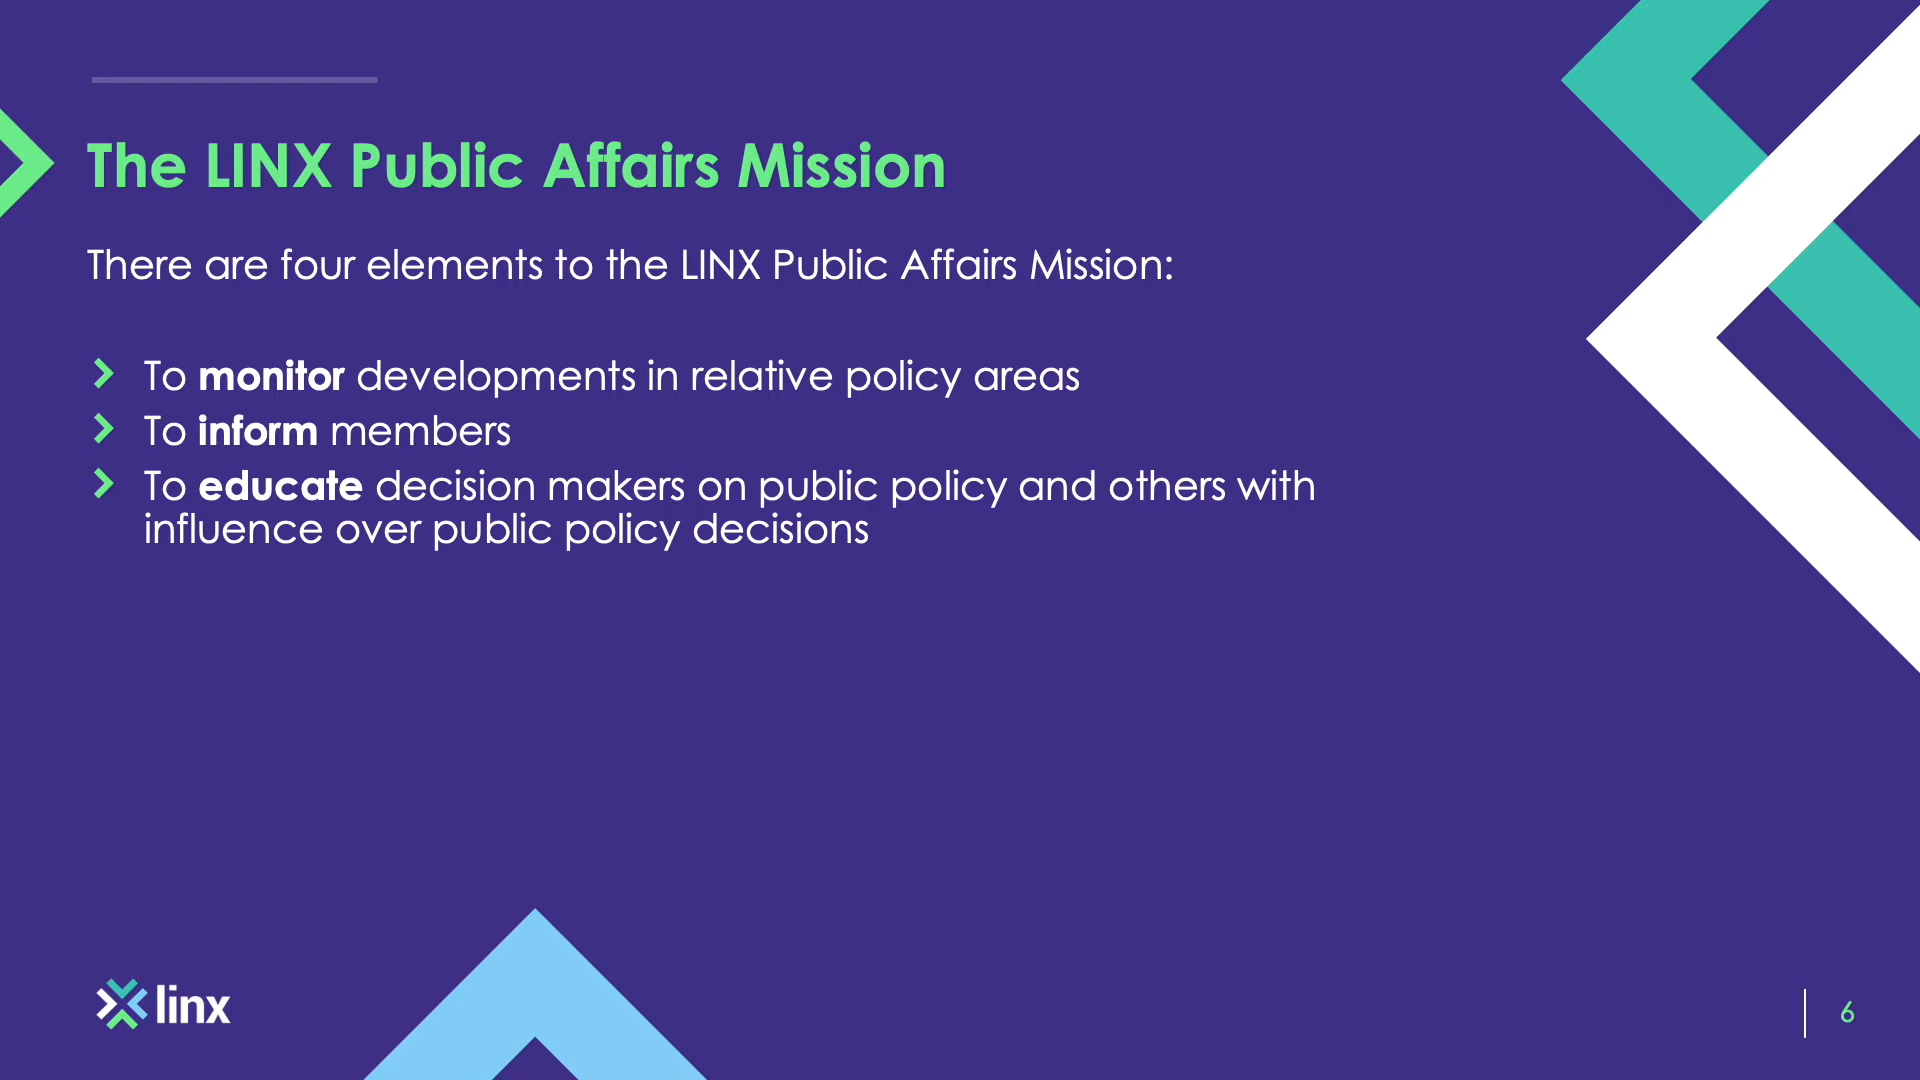 The LINX Public Affairs Mission
There are four elements to the LINX Public Affairs Mission:
To monitor developments in relative policy areas
To inform members
To educate decision makers on public policy and others with
influence over public policy decisions
linx
6